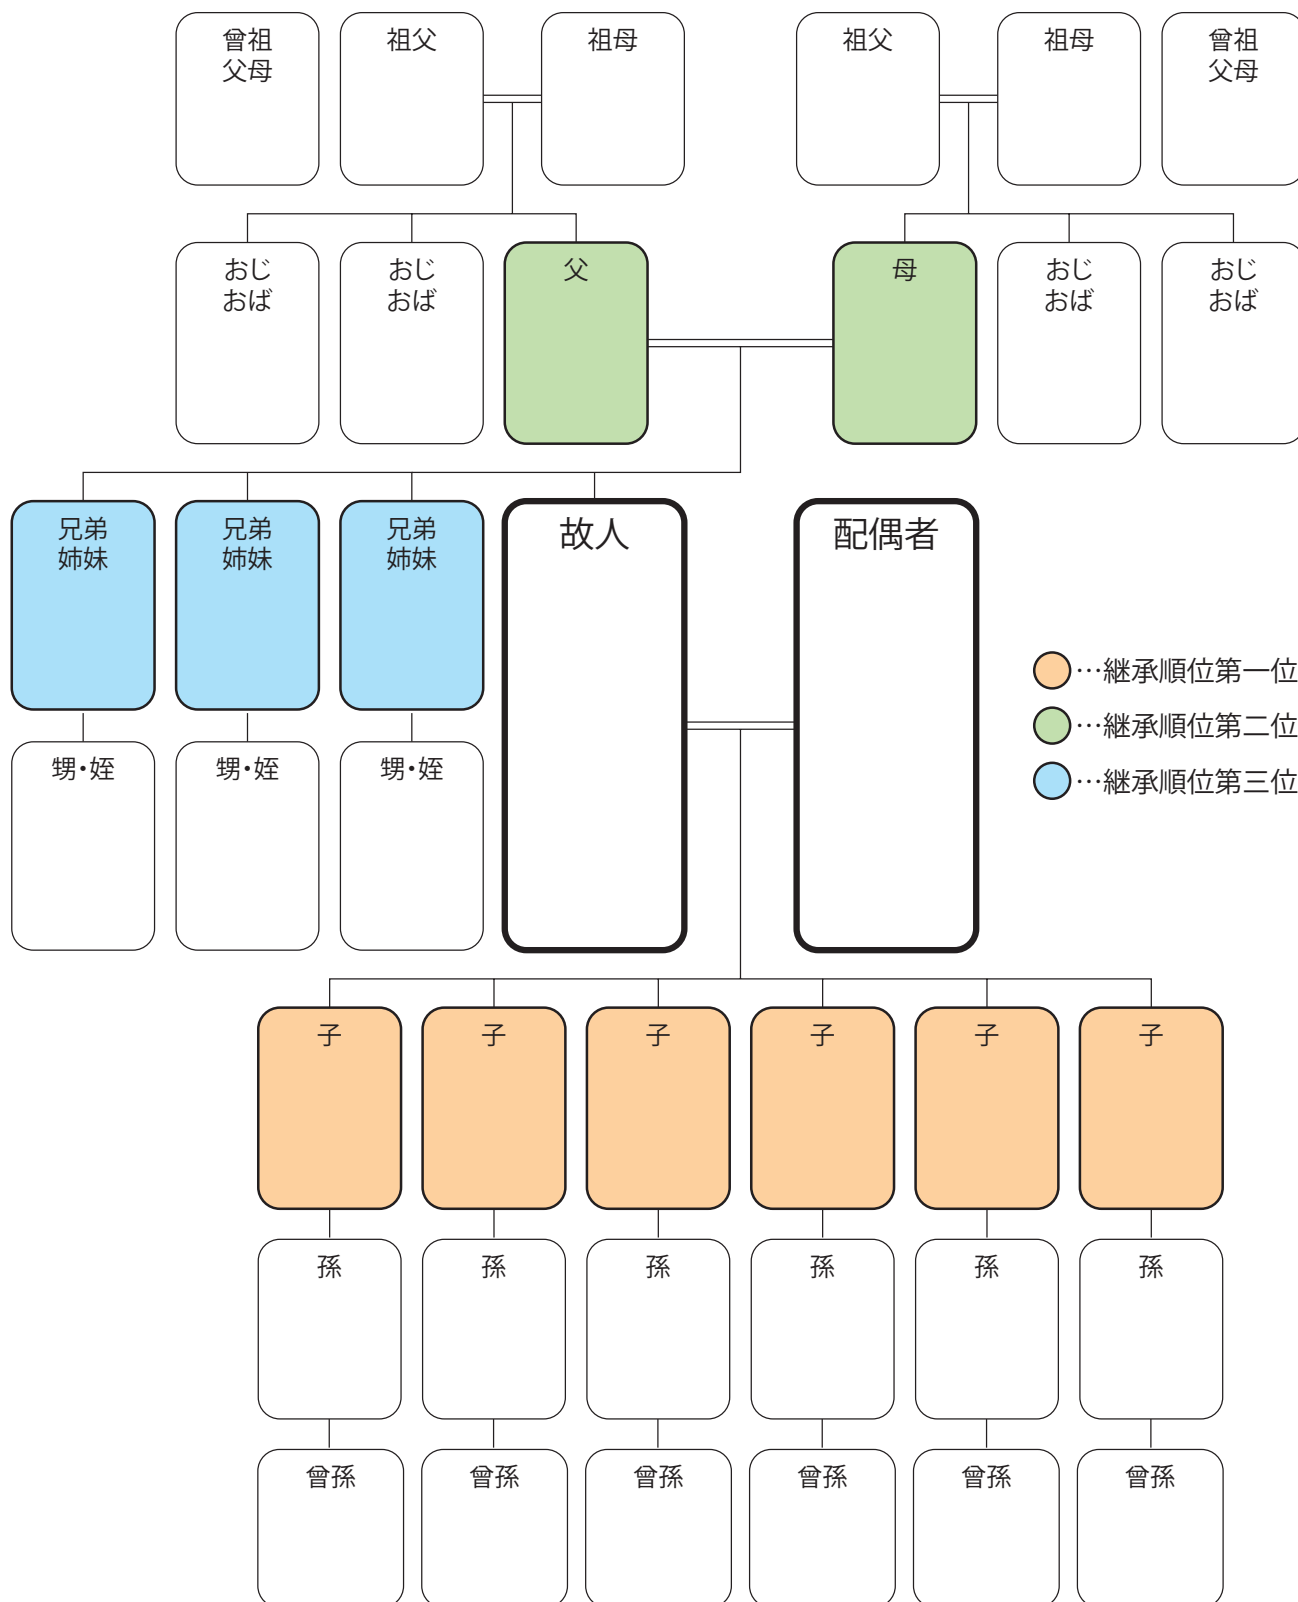 曾祖
父母
祖父
祖母
祖父
祖母
曾祖
父母
おじ
おば
おじ
おば
父
母
おじ
おば
おじ
おば
兄弟
姉妹
兄弟
姉妹
兄弟
姉妹
故人
配偶者
…継承順位第一位
…継承順位第二位
…継承順位第三位
甥・姪
甥・姪
甥・姪
子
子
子
子
子
子
孫
孫
孫
孫
孫
孫
曾孫
曾孫
曾孫
曾孫
曾孫
曾孫